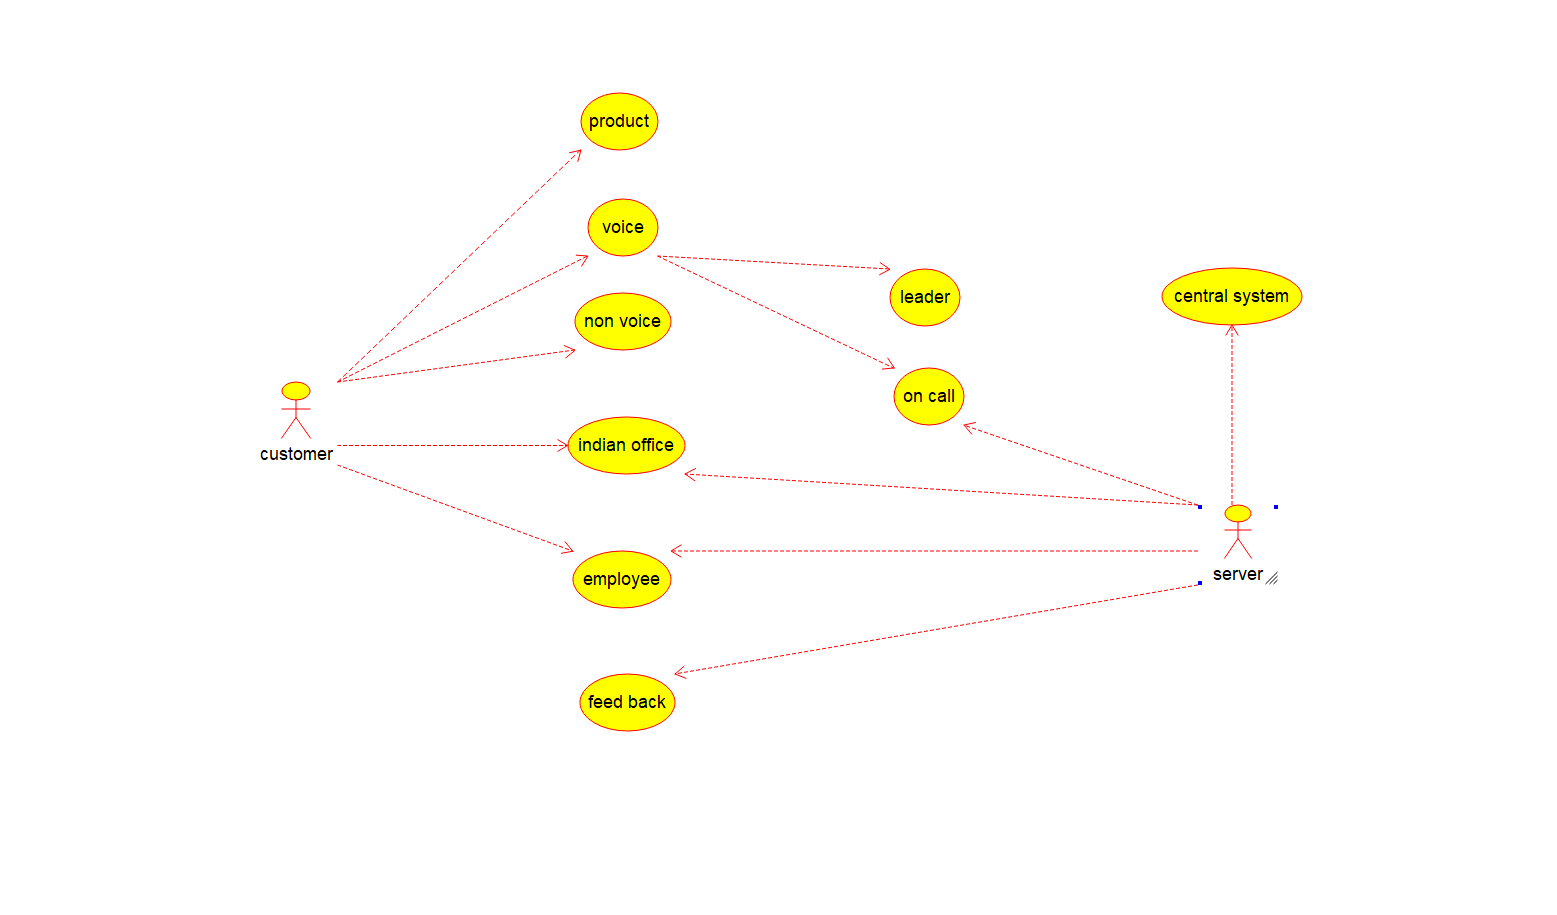 product
voice
leader
central system
non voice
on call
indian office
customer
server
employee
feed back